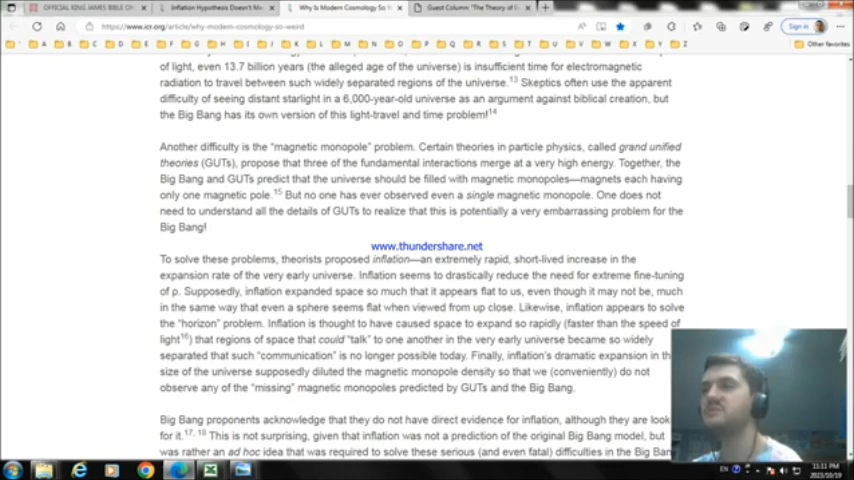 OFFICIAL KING JAMES BIBLE
Inflation Hypothesis Doesn't M
Why Is Modern Cosmology So
Guest Column: "The Theory of
https://www.icr.org/article/why-modern-cosmology-so-weird
Sign in
A B C D E F G H I J K L M N O P Q R S T U V W X Y Z Other favorites
of light, even 13.7 billion years (the alleged age of the universe) is insufficient time for electromagnetic
radiation to travel between such widely separated regions of the universe.13 Skeptics often use the apparent
difficulty of seeing distant starlight in a 6,000-year-old universe as an argument against biblical creation, but
the Big Bang has its own version of this light-travel and time problem!14
Another difficulty is the “magnetic monopole” problem. Certain theories in particle physics, called grand unified
theories (GUTs), propose that three of the fundamental interactions merge at a very high energy. Together, the
Big Bang and GUTs predict that the universe should be filled with magnetic monopoles—magnets each having
only one magnetic pole.15 But no one has ever observed even a single magnetic monopole. One does not
need to understand all the details of GUTs to realize that this is potentially a very embarrassing problem for the
Big Bang!
www.thundershare.net
To solve these problems, theorists proposed inflation—an extremely rapid, short-lived increase in the
expansion rate of the very early universe. Inflation seems to drastically reduce the need for extreme fine-tuning
of ρ. Supposedly, inflation expanded space so much that it appears flat to us, even though it may not be, much
in the same way that even a sphere seems flat when viewed from up close. Likewise, inflation appears to solve
the “horizon” problem. Inflation is thought to have caused space to expand so rapidly (faster than the speed of
light16) that regions of space that could “talk” to one another in the very early universe became so widely
separated that such “communication” is no longer possible today. Finally, inflation’s dramatic expansion in th
size of the universe supposedly diluted the magnetic monopole density so that we (conveniently) do not
observe any of the “missing” magnetic monopoles predicted by GUTs and the Big Bang.
Big Bang proponents acknowledge that they do not have direct evidence for inflation, although they are look
for it.17, 18 This is not surprising, given that inflation was not a prediction of the original Big Bang model, but
was rather an ad hoc idea that was required to solve these serious (and even fatal) difficulties in the Big Ban
EN
11:11 PM
2023/10/19